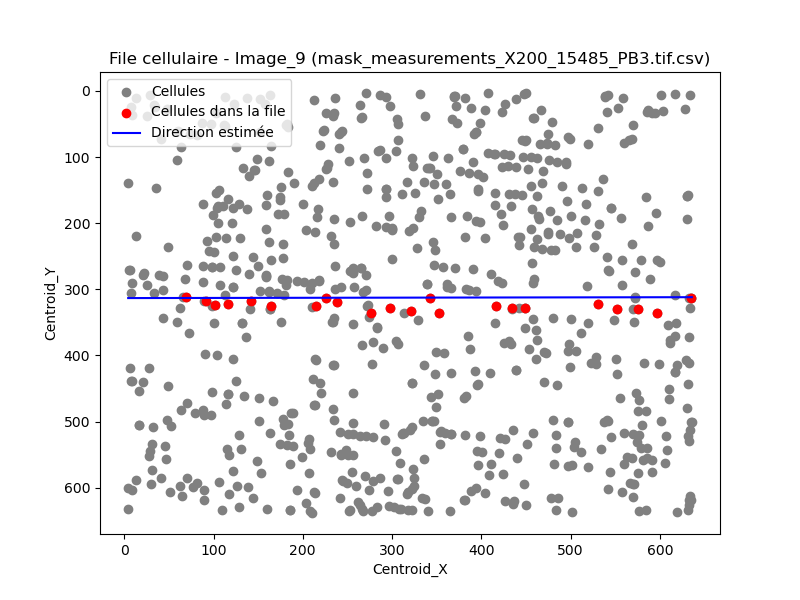 File cellulaire - Image_9 (mask_measurements_X200_15485_PB3.tif.csv)
Cellules
Cellules dans la file
Direction estimée
0
100
200
300
400
500
600
Centroid_Y
0 100 200 300 400 500 600
Centroid_X